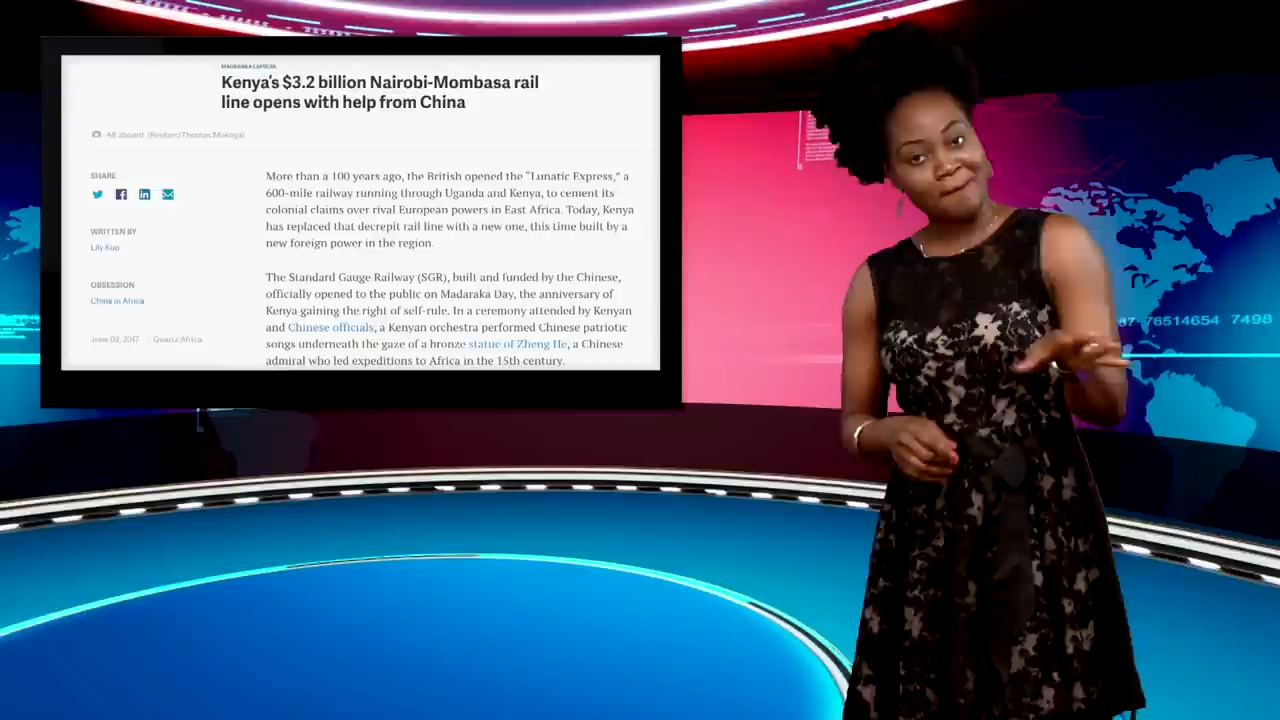 MADARAKA EXPRESS
Kenya's $3.2 billion Nairobi-Mombasa rail
line opens with help from China
All aboard. (Reuters/Thomas Mukoya)
SHARE
WRITTEN BY
Lily Kuo
OBSESSION
China in Africa
June 02, 2017
Quartz Africa
More than a 100 years ago, the British opened the “Lunatic Express,” a
600-mile railway running through Uganda and Kenya, to cement its
colonial claims over rival European powers in East Africa. Today, Kenya
has replaced that decrepit rail line with a new one, this time built by a
new foreign power in the region.
The Standard Gauge Railway (SGR), built and funded by the Chinese,
officially opened to the public on Madaraka Day, the anniversary of
Kenya gaining the right of self-rule. In a ceremony attended by Kenyan
and Chinese officials, a Kenyan orchestra performed Chinese patriotic
songs underneath the gaze of a bronze statue of Zheng He, a Chinese
admiral who led expeditions to Africa in the 15th century.
87 76514654 7498